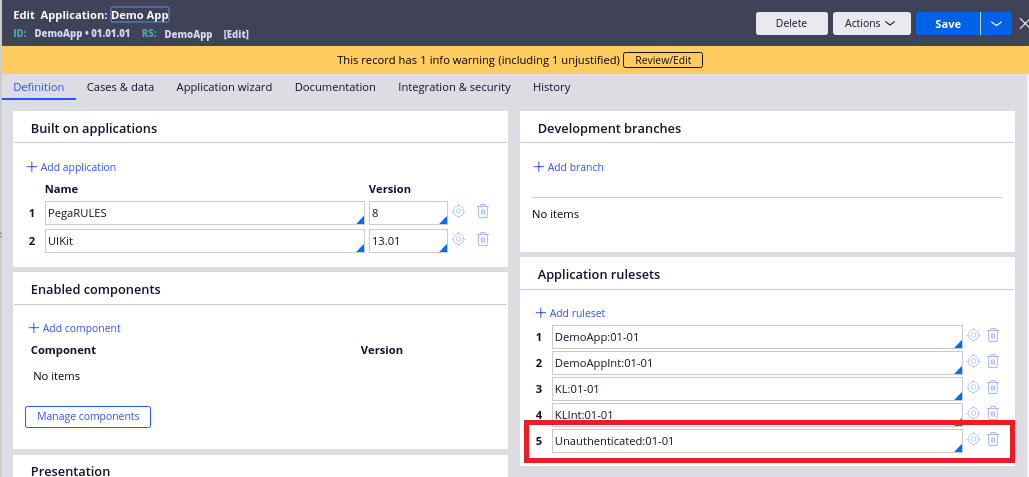 Edit Application: Demo App
ID: DemoApp • 01.01.01 RS: DemoApp [Edit]
Delete
Actions
Save
This record has 1 info warning (including 1 unjustified) Review/Edit
Definition Cases & data Application wizard Documentation Integration & security History
Built on applications
Add application
Name Version
1 PegaRULES 8
2 UIKit 13.01
Enabled components
Add component
Component Version
No items
Manage components
Presentation
Development branches
Add branch
No items
Application rulesets
Add ruleset
1 DemoApp:01-01
2 DemoAppInt:01-01
3 KL:01-01
4 KLInt:01-01
5 Unauthenticated:01-01